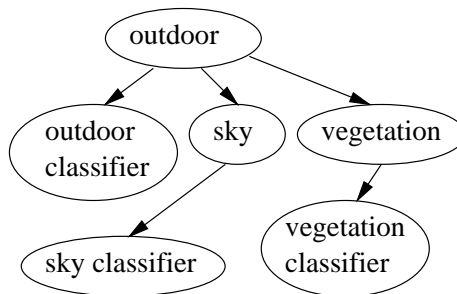 outdoor
outdoor
classifier
sky
vegetation
sky classifier
vegetation
classifier